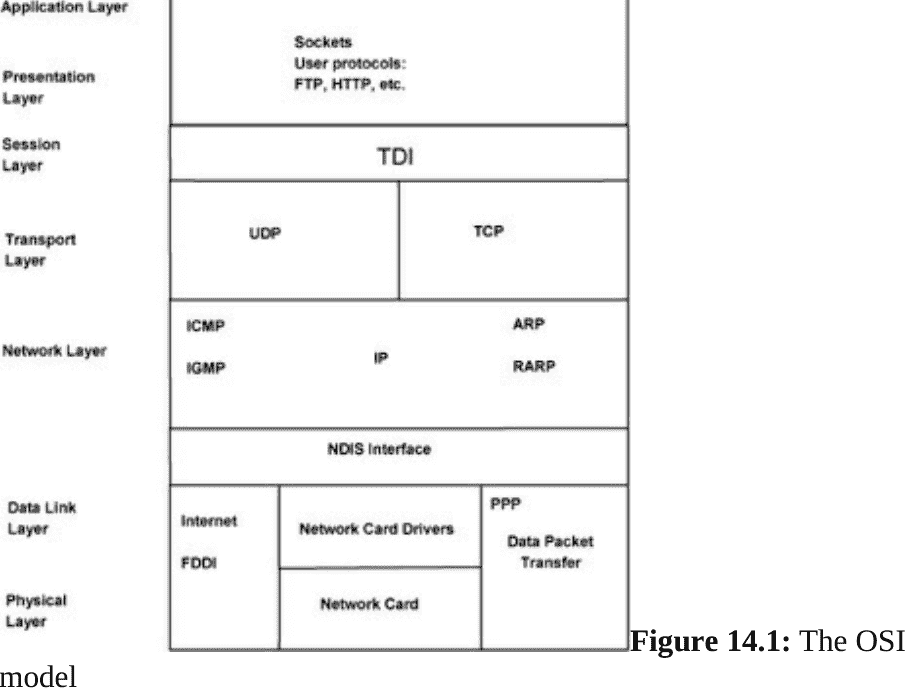 Application Layer
Sockets
User protocols:
FTP, HTTP, etc.
Presentation
Layer
Session
Layer
TDI
Transport
Layer
UDP
TCP
Network Layer
ICMP
ARP
IP
IGMP
RARP
NDIS Interface
Data Link
Layer
Internet
FDDI
Network Card Drivers
PPP
Data Packet
Transfer
Physical
Layer
Network Card
Figure 14.1: The OSI
model